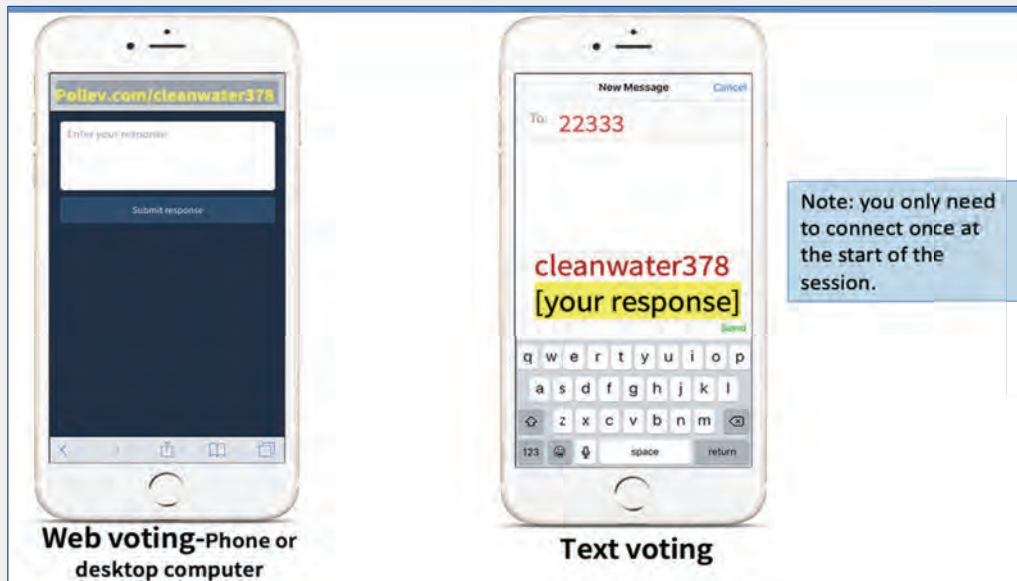 Pollev.com/cleanwater378
Enter your response
Submit response
Web voting-Phone or
desktop computer
New Message Cancel
To: 22333
cleanwater378
[your response]
Send
q w e r t y u i o p
a s d f g h j k l
z x c v b n m
123 space return
Text voting
Note: you only need
to connect once at
the start of the
session.